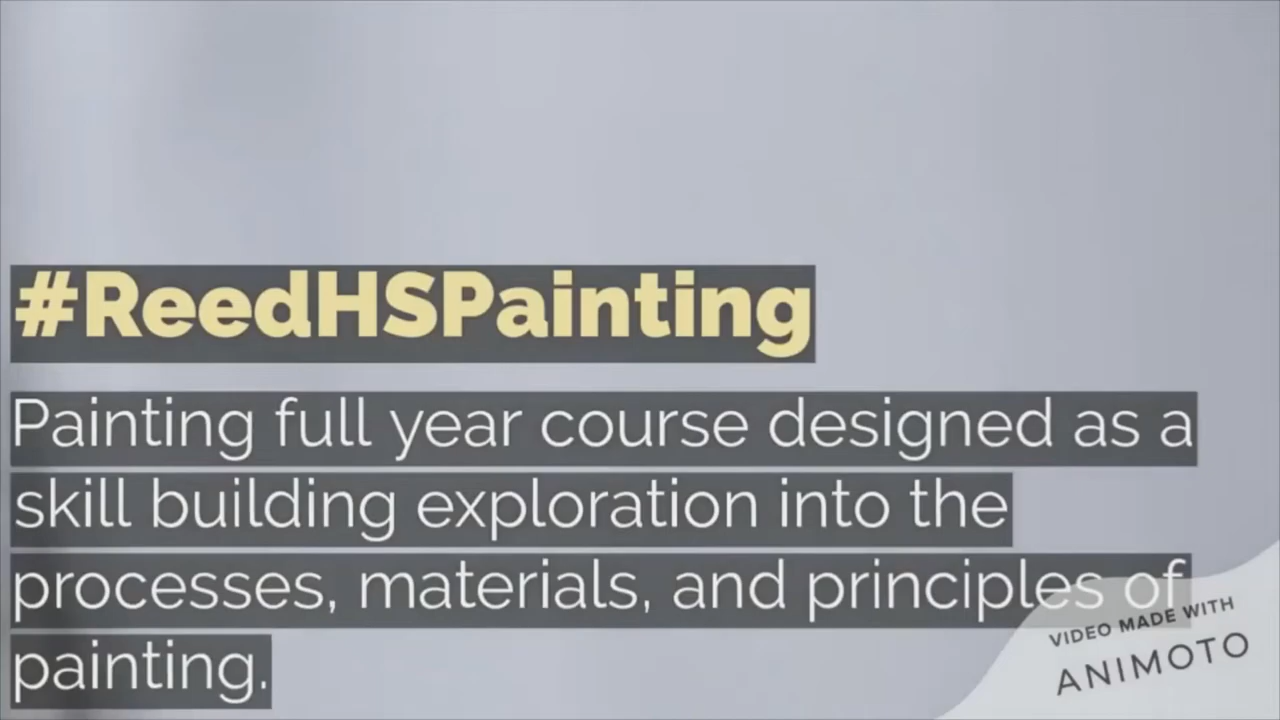 #ReedHSPainting
Painting full year course designed as a
skill building exploration into the
processes, materials, and principles of
painting.
VIDEO MADE WITH
ANIMOTO